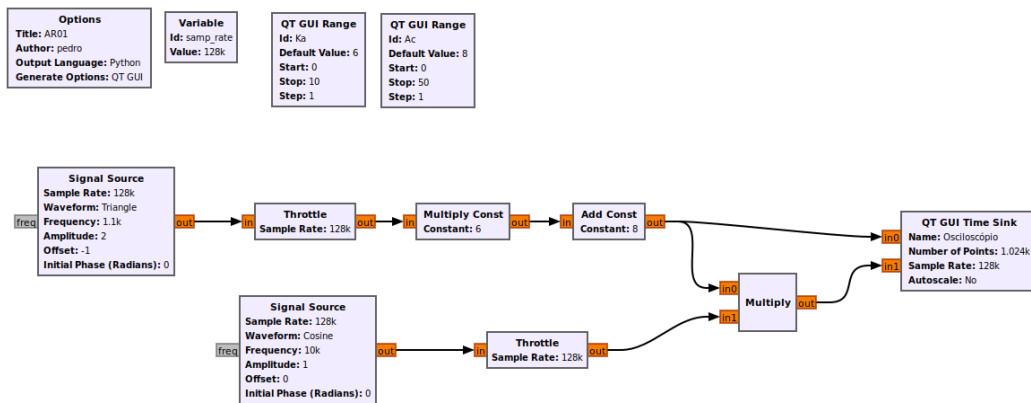 Options
Title: AR01
Author: pedro
Output Language: Python
Generate Options: QT GUI
Variable
Id: samp_rate
Value: 128k
QT GUI Range
Id: Ka
Default Value: 6
Start: 0
Stop: 10
Step: 1
QT GUI Range
Id: Ac
Default Value: 8
Start: 0
Stop: 50
Step: 1
freq
Signal Source
Sample Rate: 128k
Waveform: Triangle
Frequency: 1.1k
Amplitude: 2
Offset: -1
Initial Phase (Radians): 0
out
in
Throttle
Sample Rate: 128k
out
in
Multiply Const
Constant: 6
out
in
Add Const
Constant: 8
out
in0
in1
QT GUI Time Sink
Name: Osciloscópio
Number of Points: 1.024k
Sample Rate: 128k
Autoscale: No
in0
in1
Multiply
out
freq
Signal Source
Sample Rate: 128k
Waveform: Cosine
Frequency: 10k
Amplitude: 1
Offset: 0
Initial Phase (Radians): 0
out
in
Throttle
Sample Rate: 128k
out